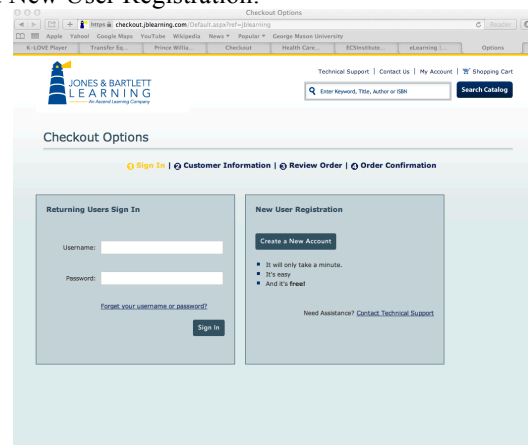 New User Registration.
Checkout Options
https checkout.jblearning.com/Default.aspx?ref=jblearning
Reader
Apple Yahoo! Google Maps YouTube Wikipedia News Popular George Mason University
K-LOVE Player Transfer Eq... Prince Willia... Checkout Health Care... ECSInstitute... eLearning |... Options
Technical Support | Contact Us | My Account | Shopping Cart
JONES & BARTLETT
LEARNING
An Ascend Learning Company
Enter Keyword, Title, Author or ISBN
Search Catalog
Checkout Options
1 Sign In | 2 Customer Information | 3 Review Order | 4 Order Confirmation
Returning Users Sign In
Username:
Password:
Forget your username or password?
Sign In
New User Registration
Create a New Account
It will only take a minute.
It's easy
And it's free!
Need Assistance? Contact Technical Support